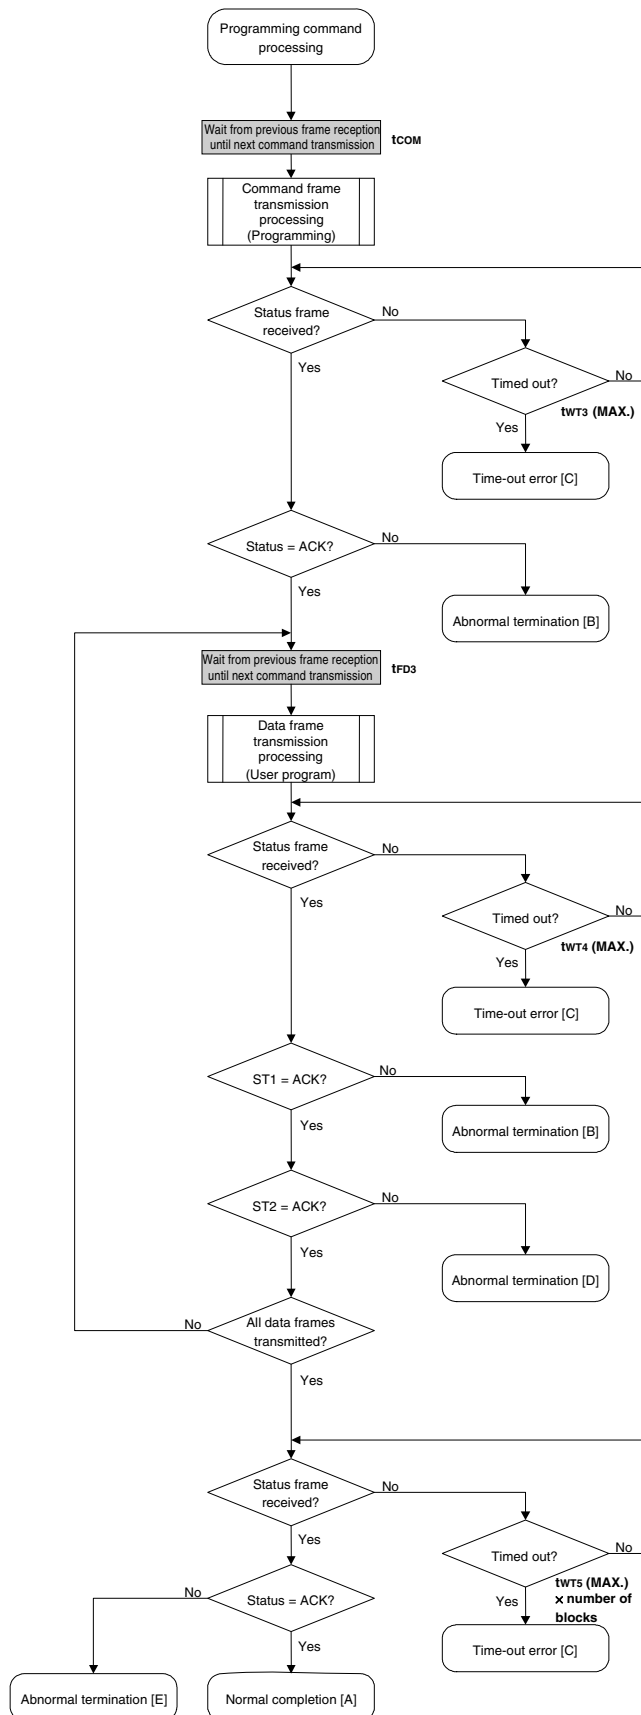 Programming command
processing
Wait from previous frame reception
until next command transmission
tCOM
Command frame
transmission
processing
(Programming)
Status frame
received?
No
Yes
Timed out?
No
tWT3 (MAX.)
Yes
Time-out error [C]
Status = ACK?
No
Yes
Abnormal termination [B]
Wait from previous frame reception
until next command transmission
tFD3
Data frame
transmission
processing
(User program)
Status frame
received?
No
Yes
Timed out?
No
tWT4 (MAX.)
Yes
Time-out error [C]
ST1 = ACK?
No
Yes
Abnormal termination [B]
ST2 = ACK?
No
Yes
Abnormal termination [D]
No
All data frames
transmitted?
Yes
Status frame
received?
No
Yes
Timed out?
No
tWT5 (MAX.)
× number of
blocks
Yes
Time-out error [C]
No
Status = ACK?
Yes
Abnormal termination [E]
Normal completion [A]